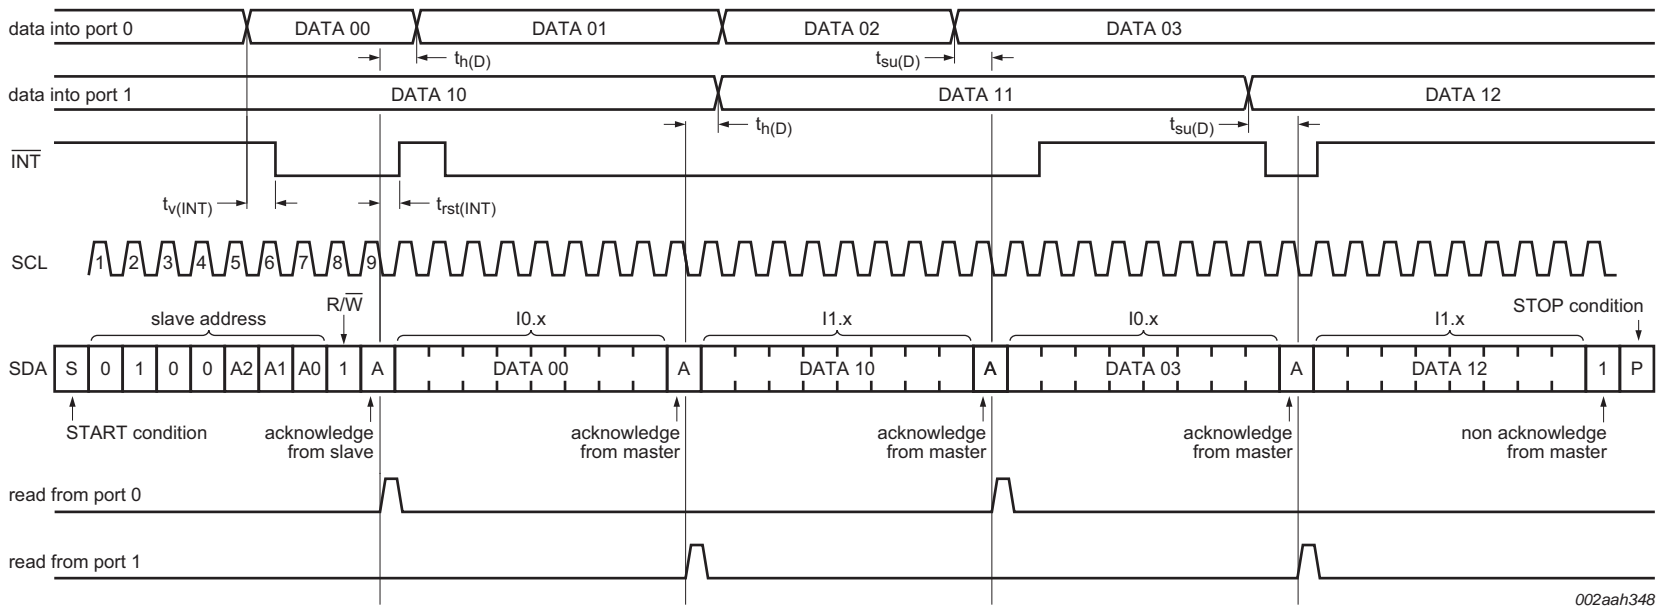 data into port 0 DATA 00 DATA 01 DATA 02 DATA 03
th(D) tsu(D)
data into port 1 DATA 10 DATA 11 DATA 12
th(D) tsu(D)
INT
tv(INT) trst(INT)
SCL 1 2 3 4 5 6 7 8 9
R/W STOP condition
slave address I0.x I1.x I0.x I1.x
SDA S 0 1 0 0 A2 A1 A0 1 A DATA 00 A DATA 10 A DATA 03 A DATA 12 1 P
START condition acknowledge acknowledge acknowledge acknowledge non acknowledge
from slave from master from master from master from master
read from port 0
read from port 1
002aah348